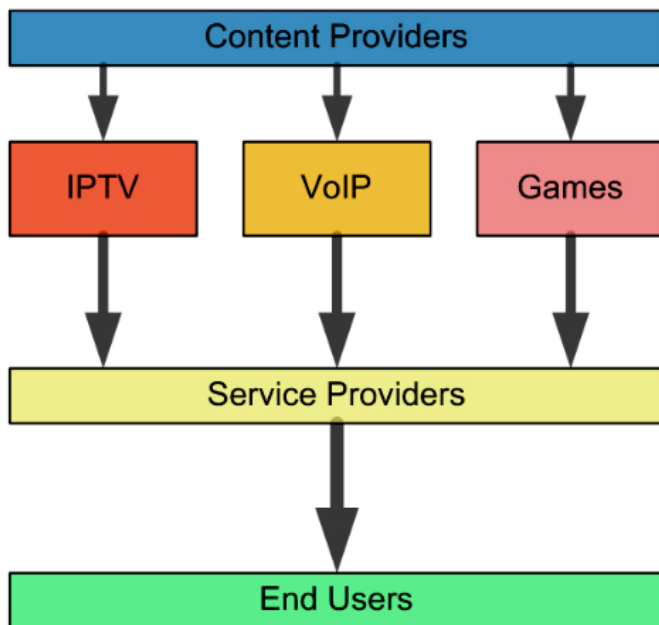 Content Providers
IPTV
VoIP
Games
Service Providers
End Users